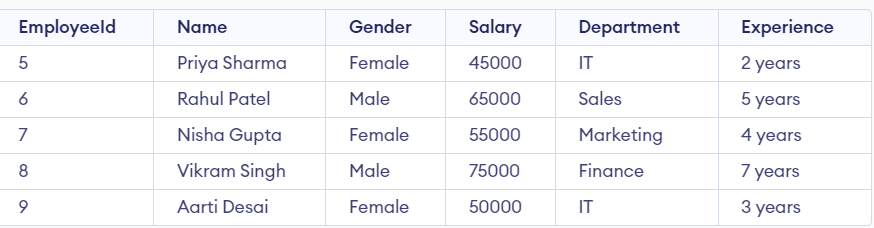 EmployeeId Name Gender Salary Department Experience
5 Priya Sharma Female 45000 IT 2 years
6 Rahul Patel Male 65000 Sales 5 years
7 Nisha Gupta Female 55000 Marketing 4 years
8 Vikram Singh Male 75000 Finance 7 years
9 Aarti Desai Female 50000 IT 3 years